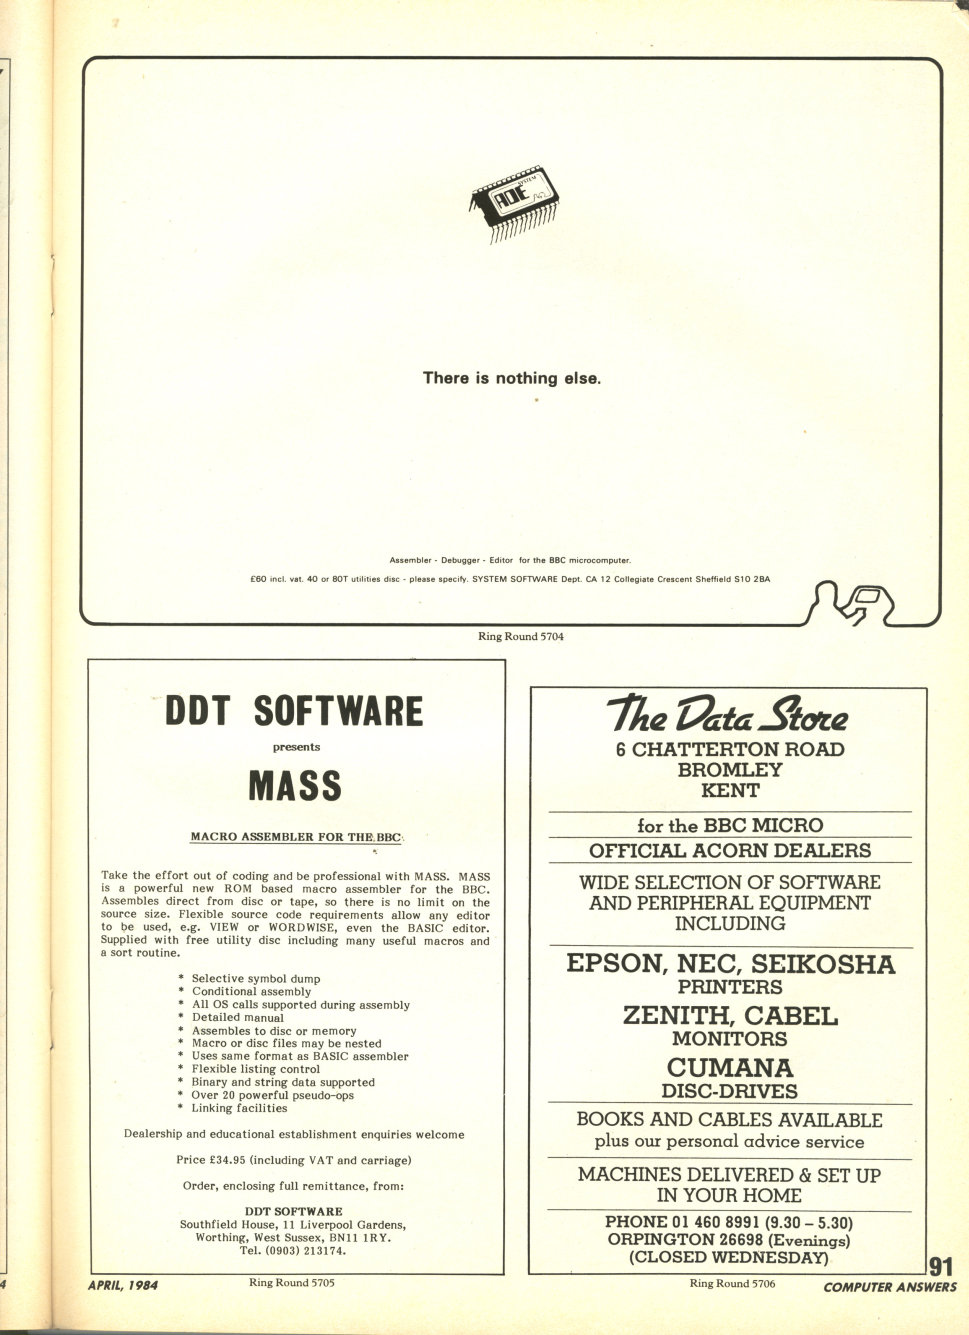 ADE
SYSTEM
There is nothing else.
Assembler - Debugger - Editor for the BBC microcomputer.
£60 incl. vat. 40 or 80T utilities disc - please specify. SYSTEM SOFTWARE Dept. CA 12 Collegiate Crescent Sheffield S10 2BA
Ring Round 5704
DDT SOFTWARE
presents
MASS
MACRO ASSEMBLER FOR THE BBC
Take the effort out of coding and be professional with MASS. MASS
is a powerful new ROM based macro assembler for the BBC.
Assembles direct from disc or tape, so there is no limit on the
source size. Flexible source code requirements allow any editor
to be used, e.g. VIEW or WORDWISE, even the BASIC editor.
Supplied with free utility disc including many useful macros and
a sort routine.
* Selective symbol dump
* Conditional assembly
* All OS calls supported during assembly
* Detailed manual
* Assembles to disc or memory
* Macro or disc files may be nested
* Uses same format as BASIC assembler
* Flexible listing control
* Binary and string data supported
* Over 20 powerful pseudo-ops
* Linking facilities
Dealership and educational establishment enquiries welcome
Price £34.95 (including VAT and carriage)
Order, enclosing full remittance, from:
DDT SOFTWARE
Southfield House, 11 Liverpool Gardens,
Worthing, West Sussex, BN11 1RY.
Tel. (0903) 213174.
Ring Round 5705
The Data Store
6 CHATTERTON ROAD
BROMLEY
KENT
for the BBC MICRO
OFFICIAL ACORN DEALERS
WIDE SELECTION OF SOFTWARE
AND PERIPHERAL EQUIPMENT
INCLUDING
EPSON, NEC, SEIKOSHA
PRINTERS
ZENITH, CABEL
MONITORS
CUMANA
DISC-DRIVES
BOOKS AND CABLES AVAILABLE
plus our personal advice service
MACHINES DELIVERED & SET UP
IN YOUR HOME
PHONE 01 460 8991 (9.30 – 5.30)
ORPINGTON 26698 (Evenings)
(CLOSED WEDNESDAY)
Ring Round 5706
APRIL, 1984
91
COMPUTER ANSWERS
4